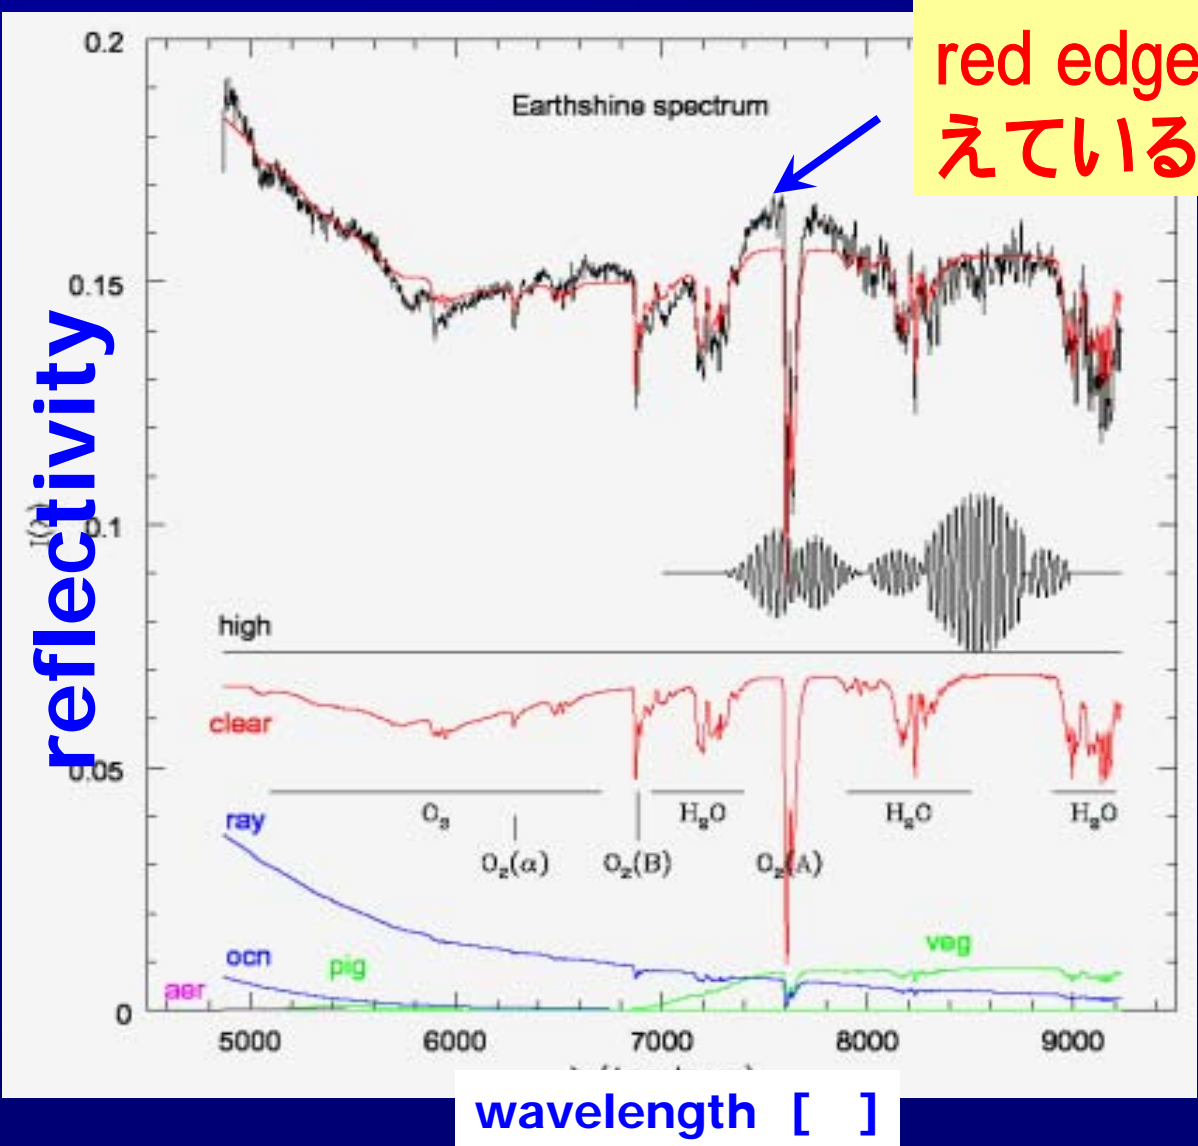 0.2
red edge
えている
Earthshine spectrum
0.15
reflectivity
I(λ)
0.1
high
clear
0.05
O₃
H₂O
H₂O
H₂O
ray
O₂(α)
O₂(B)
O₂(A)
veg
ocn
pig
aer
0
5000
6000
7000
8000
9000
wavelength [ ]